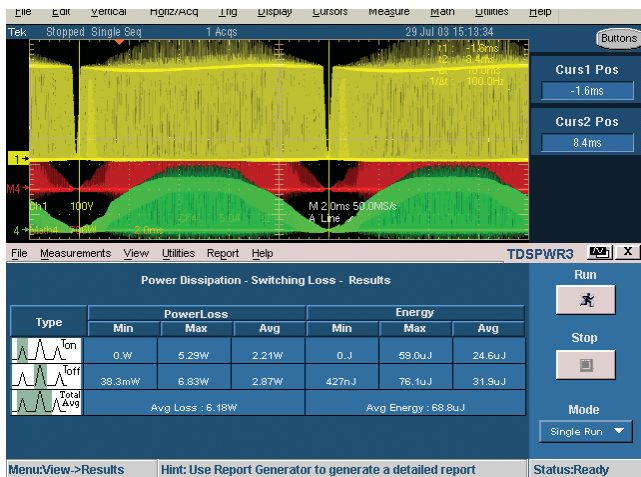 File Edit Vertical Horiz/Acq Trig Display Cursors Measure Math Utilities Help
Tek Stopped Single Seq 1 Acqs 29 Jul 03 15:13:34
Buttons
t1: -1.6ms
t2: 8.4ms
Δt: 10.0ms
1/Δt: 100.0Hz
Curs1 Pos
-1.6ms
Curs2 Pos
8.4ms
1
M4
Ch1 100V
M 2.0ms 50.0MS/s
A Line
4
Math4 2.0ms
File Measurements View Utilities Report Help TDSPWR3 X
Power Dissipation - Switching Loss - Results
Type PowerLoss Energy
Min Max Avg Min Max Avg
Ton 0.W 5.29W 2.21W 0.J 59.0uJ 24.6uJ
Toff 38.3mW 6.83W 2.87W 427nJ 76.1uJ 31.9uJ
Total Avg Avg Loss : 6.18W Avg Energy : 68.8uJ
Run
Stop
Mode
Single Run
Menu:View->Results Hint: Use Report Generator to generate a detailed report Status:Ready